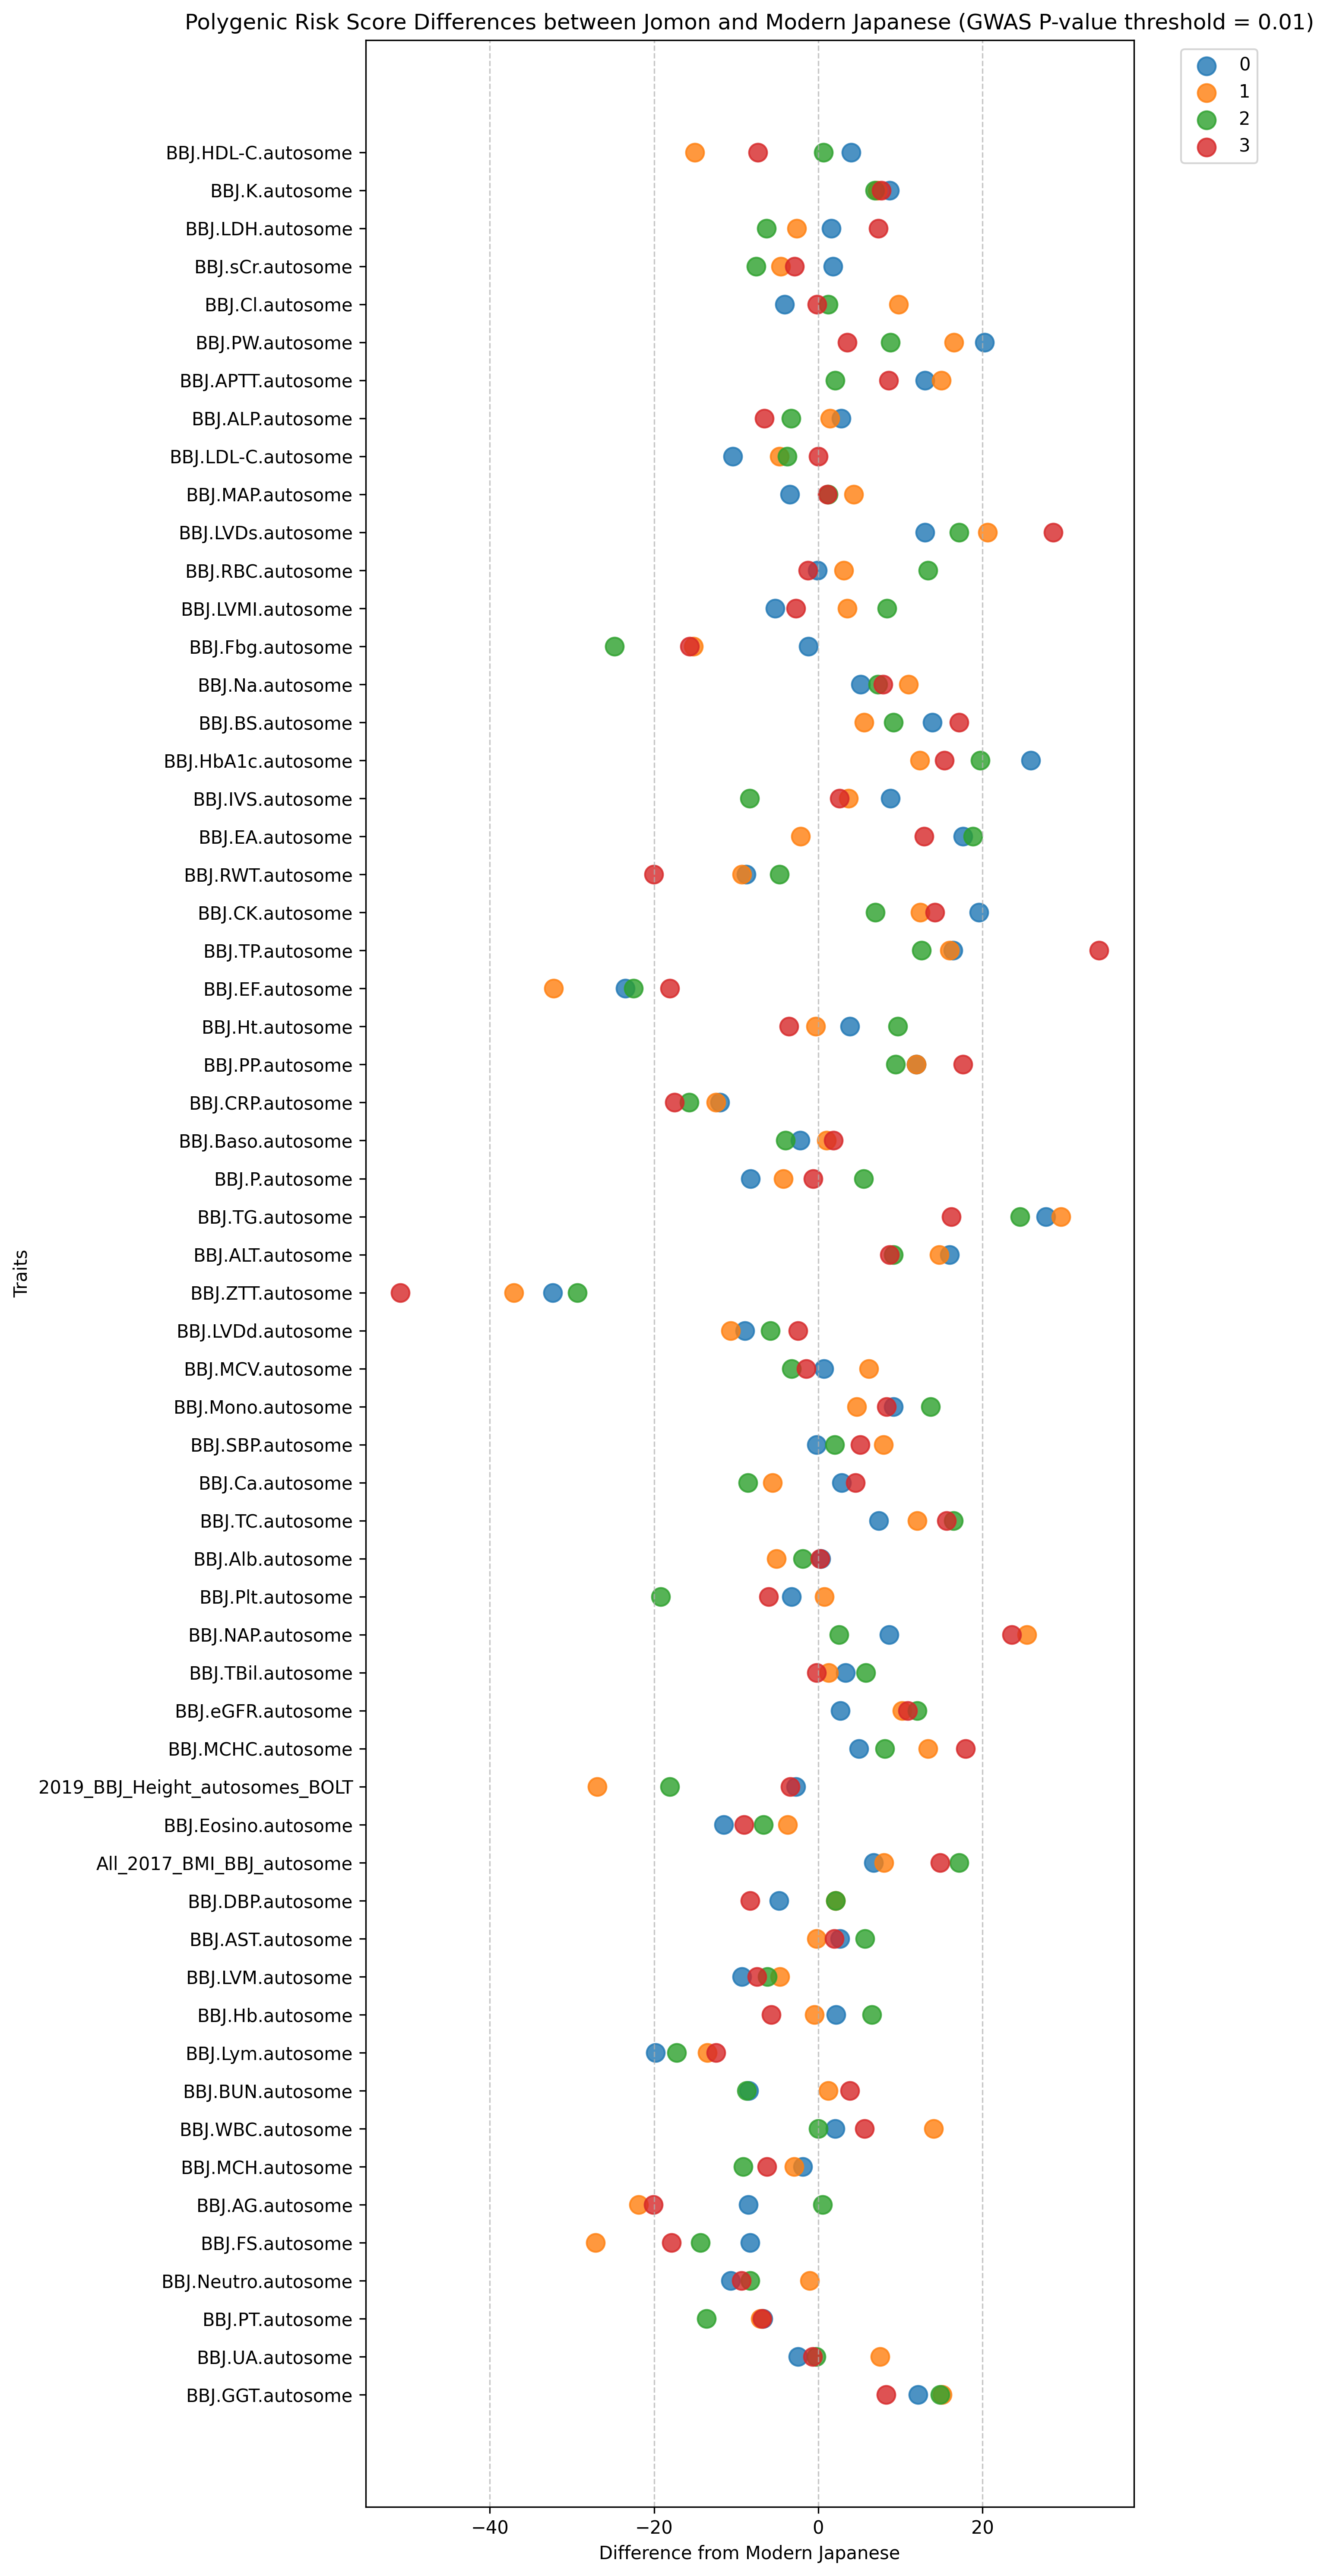 Polygenic Risk Score Differences between Jomon and Modern Japanese (GWAS P-value threshold = 0.01)
0
1
2
3
BBJ.HDL-C.autosome
BBJ.K.autosome
BBJ.LDH.autosome
BBJ.sCr.autosome
BBJ.Cl.autosome
BBJ.PW.autosome
BBJ.APTT.autosome
BBJ.ALP.autosome
BBJ.LDL-C.autosome
BBJ.MAP.autosome
BBJ.LVDs.autosome
BBJ.RBC.autosome
BBJ.LVMI.autosome
BBJ.Fbg.autosome
BBJ.Na.autosome
BBJ.BS.autosome
BBJ.HbA1c.autosome
BBJ.IVS.autosome
BBJ.EA.autosome
BBJ.RWT.autosome
BBJ.CK.autosome
BBJ.TP.autosome
BBJ.EF.autosome
BBJ.Ht.autosome
BBJ.PP.autosome
BBJ.CRP.autosome
BBJ.Baso.autosome
BBJ.P.autosome
BBJ.TG.autosome
BBJ.ALT.autosome
BBJ.ZTT.autosome
BBJ.LVDd.autosome
BBJ.MCV.autosome
BBJ.Mono.autosome
BBJ.SBP.autosome
BBJ.Ca.autosome
BBJ.TC.autosome
BBJ.Alb.autosome
BBJ.Plt.autosome
BBJ.NAP.autosome
BBJ.TBil.autosome
BBJ.eGFR.autosome
BBJ.MCHC.autosome
2019_BBJ_Height_autosomes_BOLT
BBJ.Eosino.autosome
All_2017_BMI_BBJ_autosome
BBJ.DBP.autosome
BBJ.AST.autosome
BBJ.LVM.autosome
BBJ.Hb.autosome
BBJ.Lym.autosome
BBJ.BUN.autosome
BBJ.WBC.autosome
BBJ.MCH.autosome
BBJ.AG.autosome
BBJ.FS.autosome
BBJ.Neutro.autosome
BBJ.PT.autosome
BBJ.UA.autosome
BBJ.GGT.autosome
Traits
−40 −20 0 20
Difference from Modern Japanese